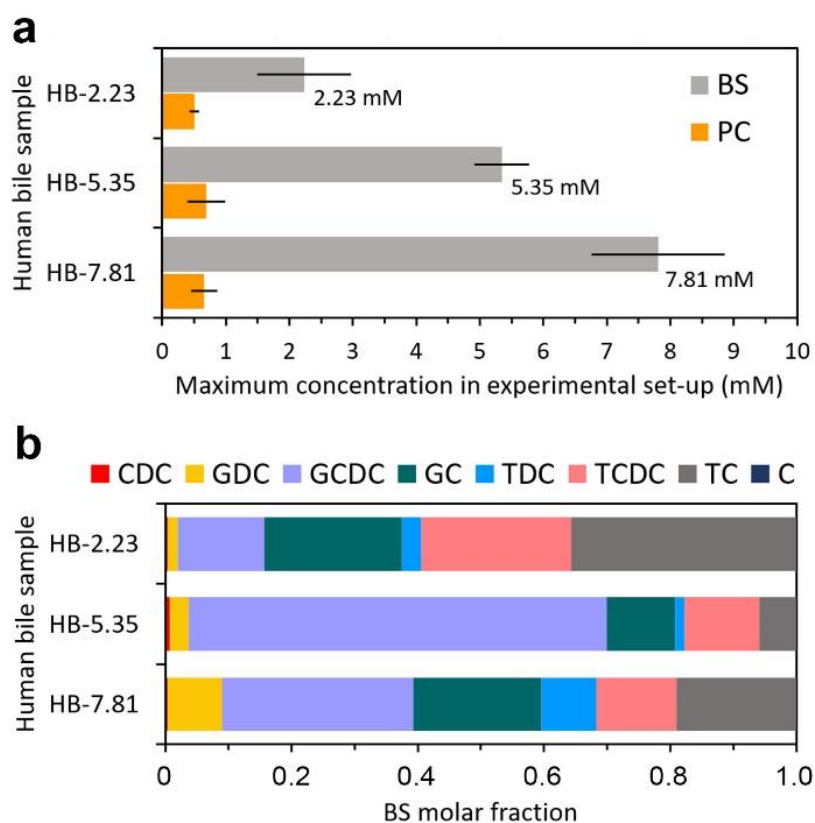 a
Human bile sample
HB-2.23
HB-5.35
HB-7.81
2.23 mM
5.35 mM
7.81 mM
BS
PC
0 1 2 3 4 5 6 7 8 9 10
Maximum concentration in experimental set-up (mM)
b
CDC GDC GCDC GC TDC TCDC TC C
Human bile sample
HB-2.23
HB-5.35
HB-7.81
0 0.2 0.4 0.6 0.8 1.0
BS molar fraction